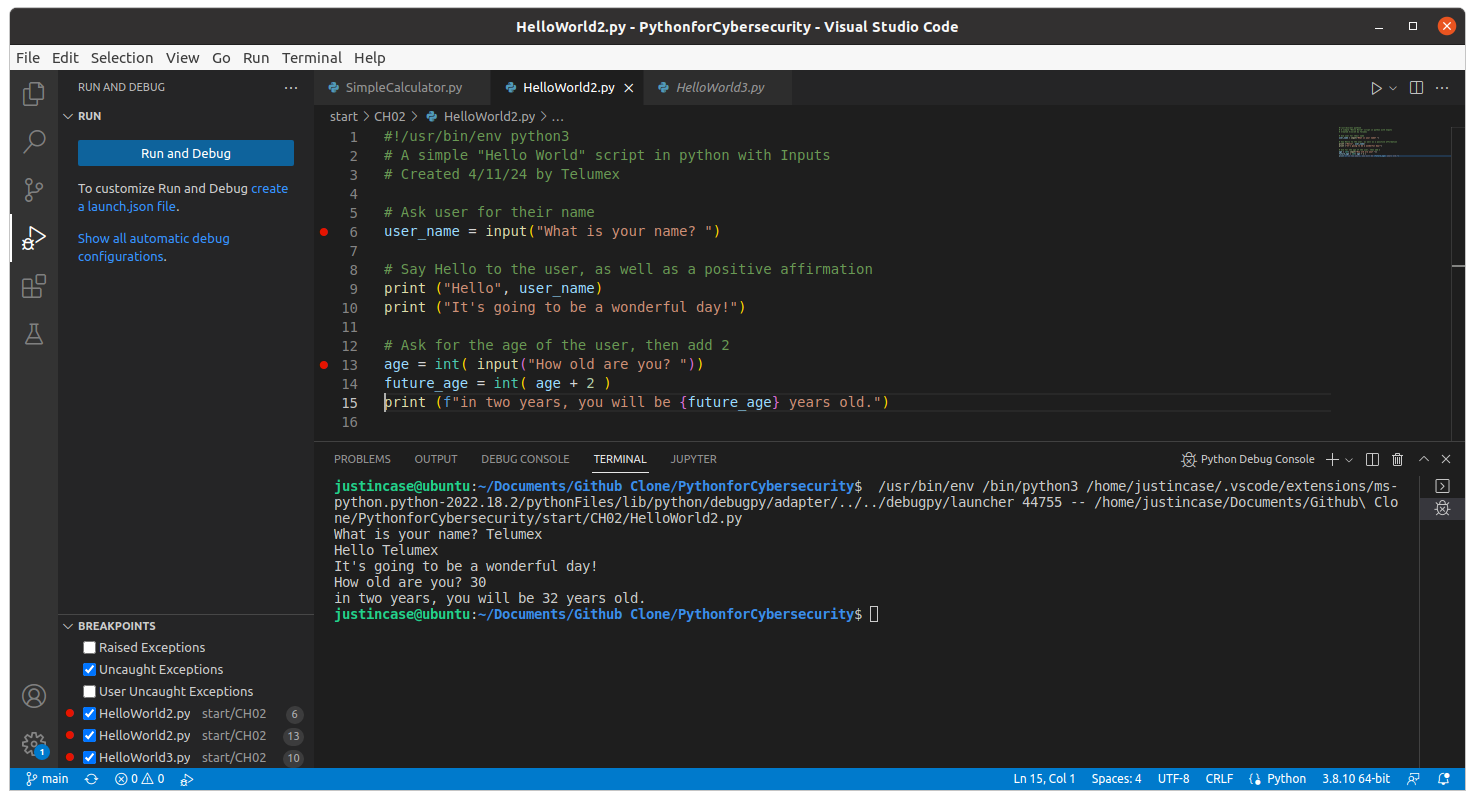 HelloWorld2.py - PythonforCybersecurity - Visual Studio Code
File Edit Selection View Go Run Terminal Help
RUN AND DEBUG
RUN
Run and Debug
To customize Run and Debug create
a launch.json file.
Show all automatic debug
configurations.
BREAKPOINTS
Raised Exceptions
Uncaught Exceptions
User Uncaught Exceptions
HelloWorld2.py start/CH02 6
HelloWorld2.py start/CH02 13
HelloWorld3.py start/CH02 10
1
SimpleCalculator.py HelloWorld2.py HelloWorld3.py
start > CH02 > HelloWorld2.py > ...
1 #!/usr/bin/env python3
2 # A simple "Hello World" script in python with Inputs
3 # Created 4/11/24 by Telumex
4
5 # Ask user for their name
6 user_name = input("What is your name? ")
7
8 # Say Hello to the user, as well as a positive affirmation
9 print ("Hello", user_name)
10 print ("It's going to be a wonderful day!")
11
12 # Ask for the age of the user, then add 2
13 age = int( input("How old are you? "))
14 future_age = int( age + 2 )
15 print (f"in two years, you will be {future_age} years old.")
16
PROBLEMS OUTPUT DEBUG CONSOLE TERMINAL JUPYTER
Python Debug Console
justincase@ubuntu:~/Documents/Github Clone/PythonforCybersecurity$  /usr/bin/env /bin/python3 /home/justincase/.vscode/extensions/ms-
python.python-2022.18.2/pythonFiles/lib/python/debugpy/adapter/../../debugpy/launcher 44755 -- /home/justincase/Documents/Github\ Clo
ne/PythonforCybersecurity/start/CH02/HelloWorld2.py
What is your name? Telumex
Hello Telumex
It's going to be a wonderful day!
How old are you? 30
in two years, you will be 32 years old.
justincase@ubuntu:~/Documents/Github Clone/PythonforCybersecurity$
main 0 0 Ln 15, Col 1 Spaces: 4 UTF-8 CRLF Python 3.8.10 64-bit